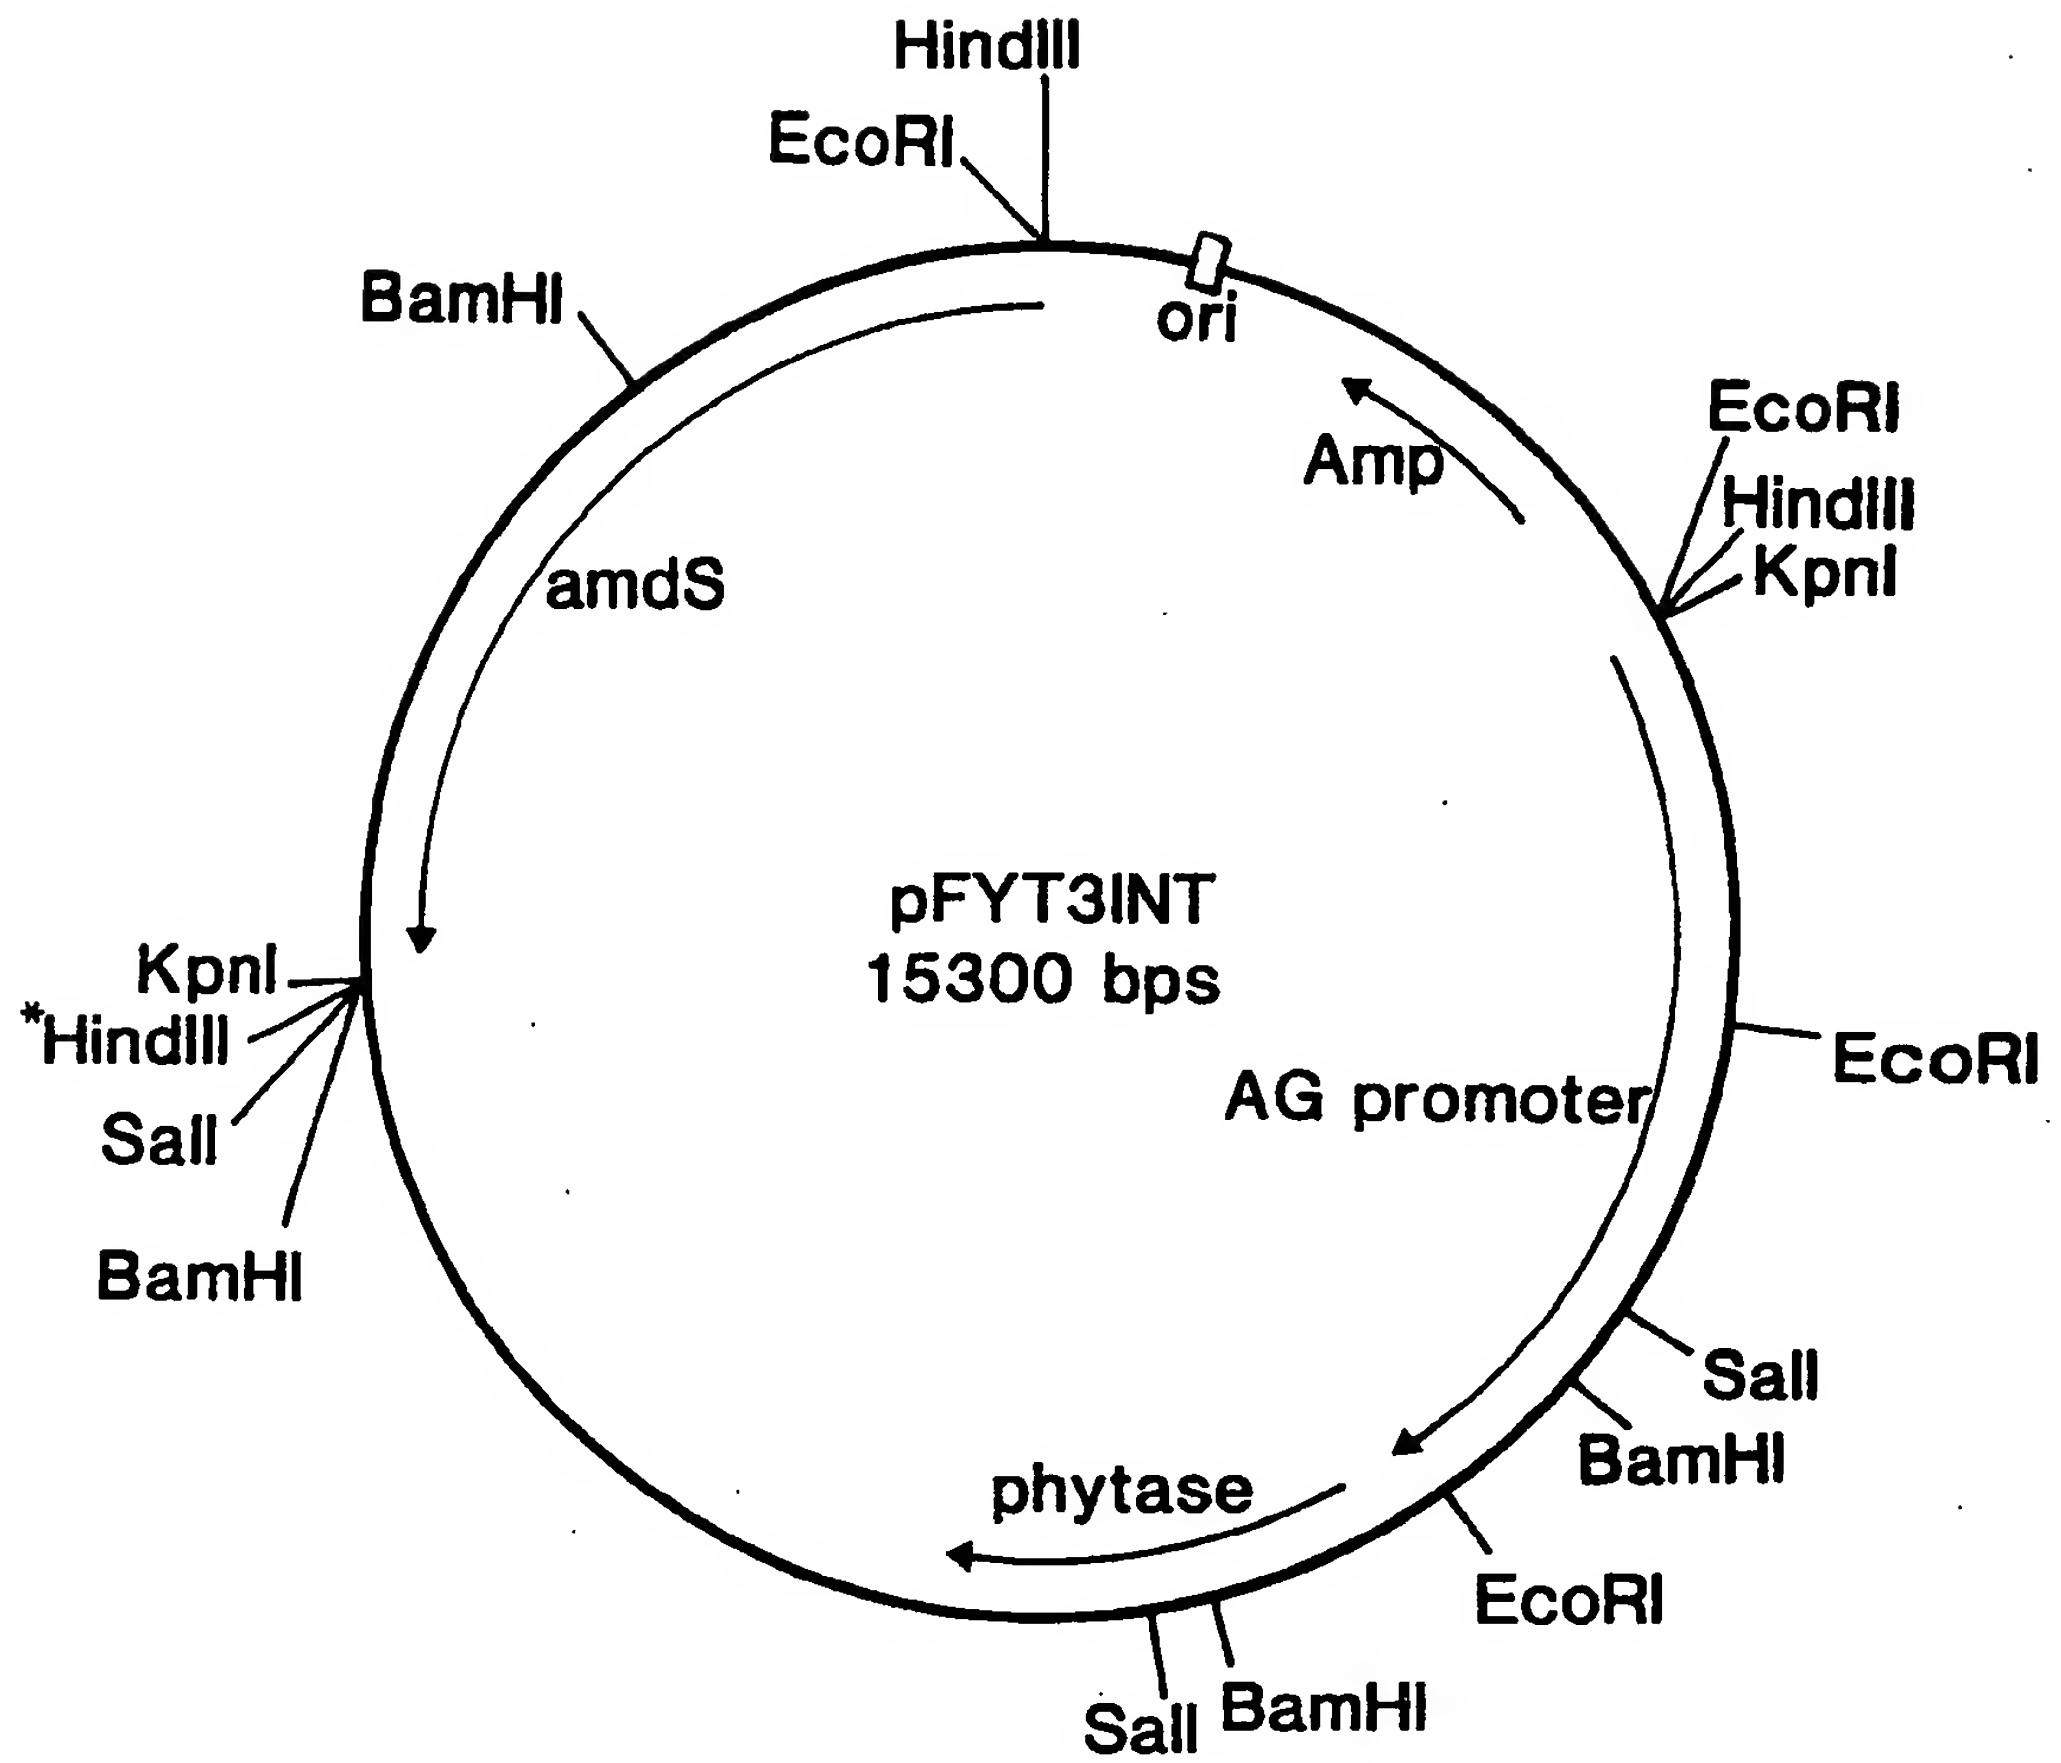 HindIII
EcoRI
BamHI
ori
EcoRI
Amp
HindIII
KpnI
amdS
pFYT3INT
15300 bps
KpnI
*HindIII
EcoRI
AG promoter
SalI
BamHI
SalI
BamHI
phytase
EcoRI
SalI BamHI